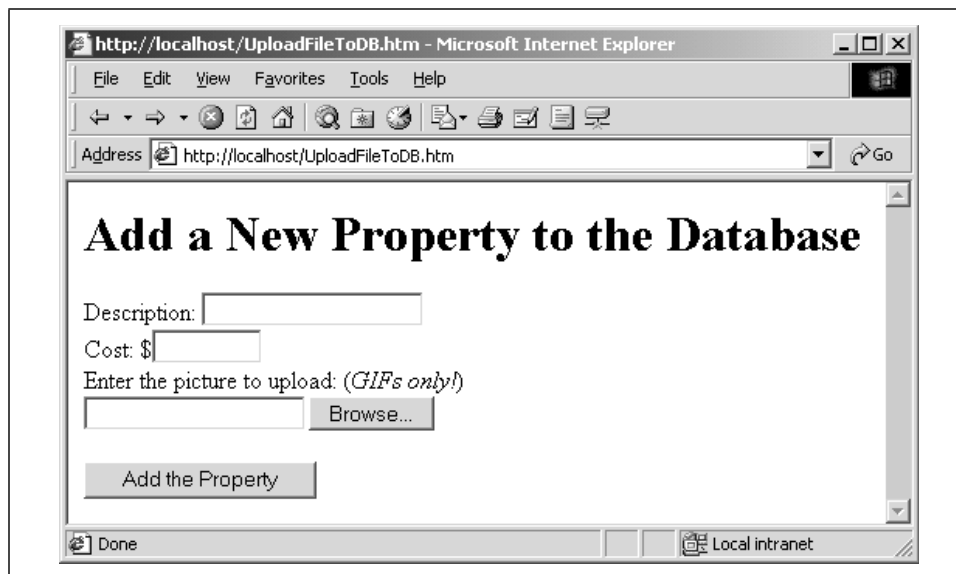 http://localhost/UploadFileToDB.htm - Microsoft Internet Explorer
File Edit View Favorites Tools Help
Address http://localhost/UploadFileToDB.htm Go
Add a New Property to the Database
Description:
Cost: $
Enter the picture to upload: (GIFs only!)
Browse...
Add the Property
Done Local intranet